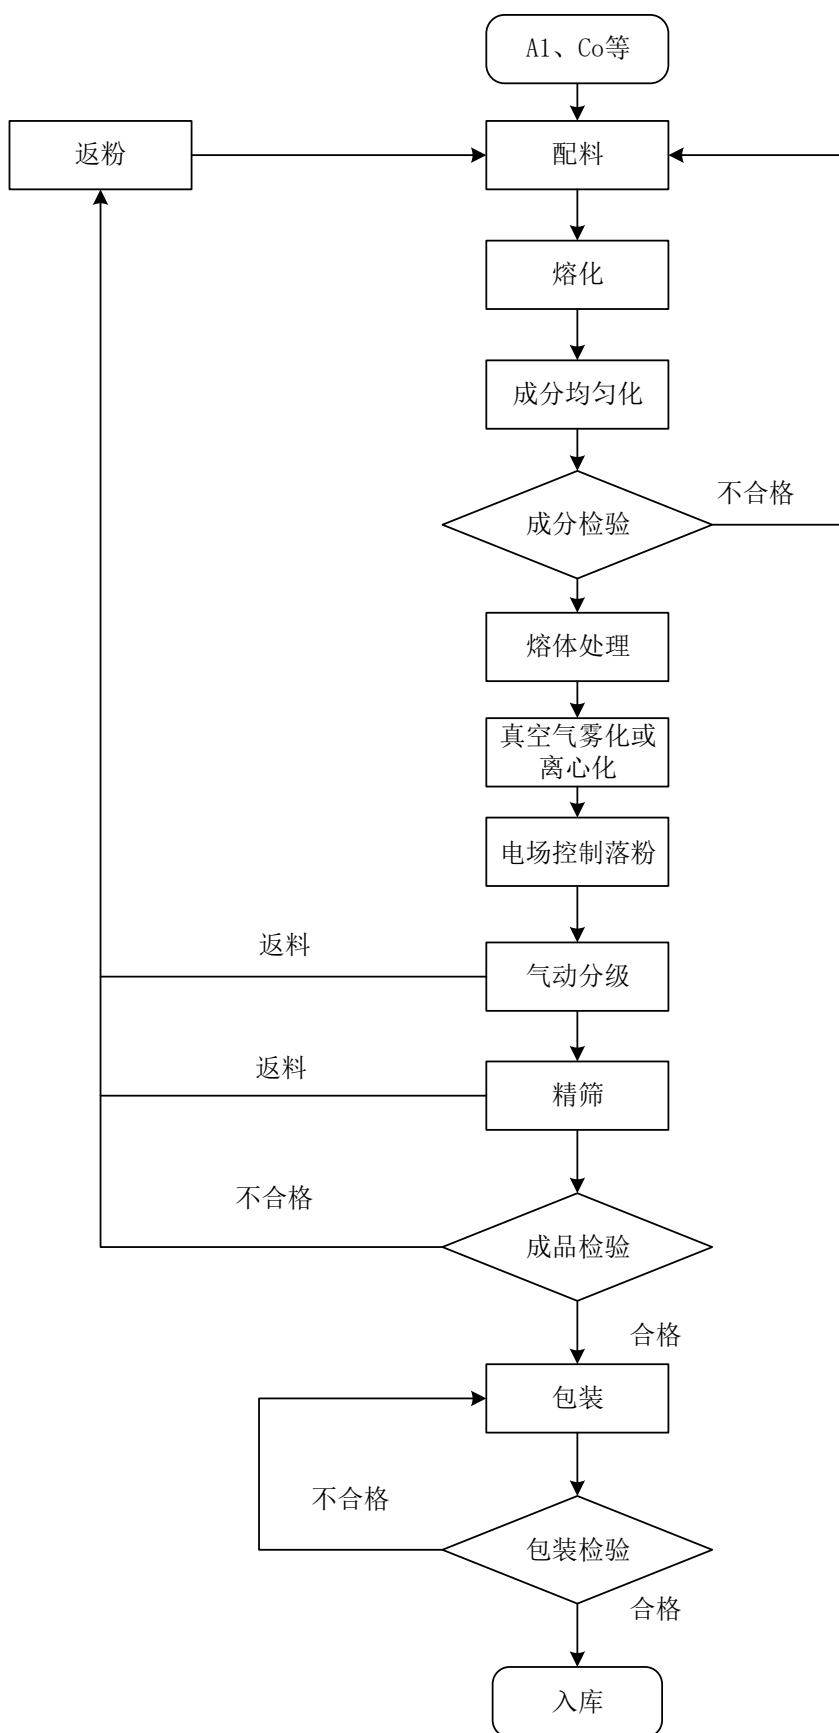 Al、Co等
返粉
配料
熔化
成分均匀化
不合格
成分检验
熔体处理
真空气雾化或
离心化
电场控制落粉
返料
气动分级
返料
精筛
不合格
成品检验
合格
包装
不合格
包装检验
合格
入库